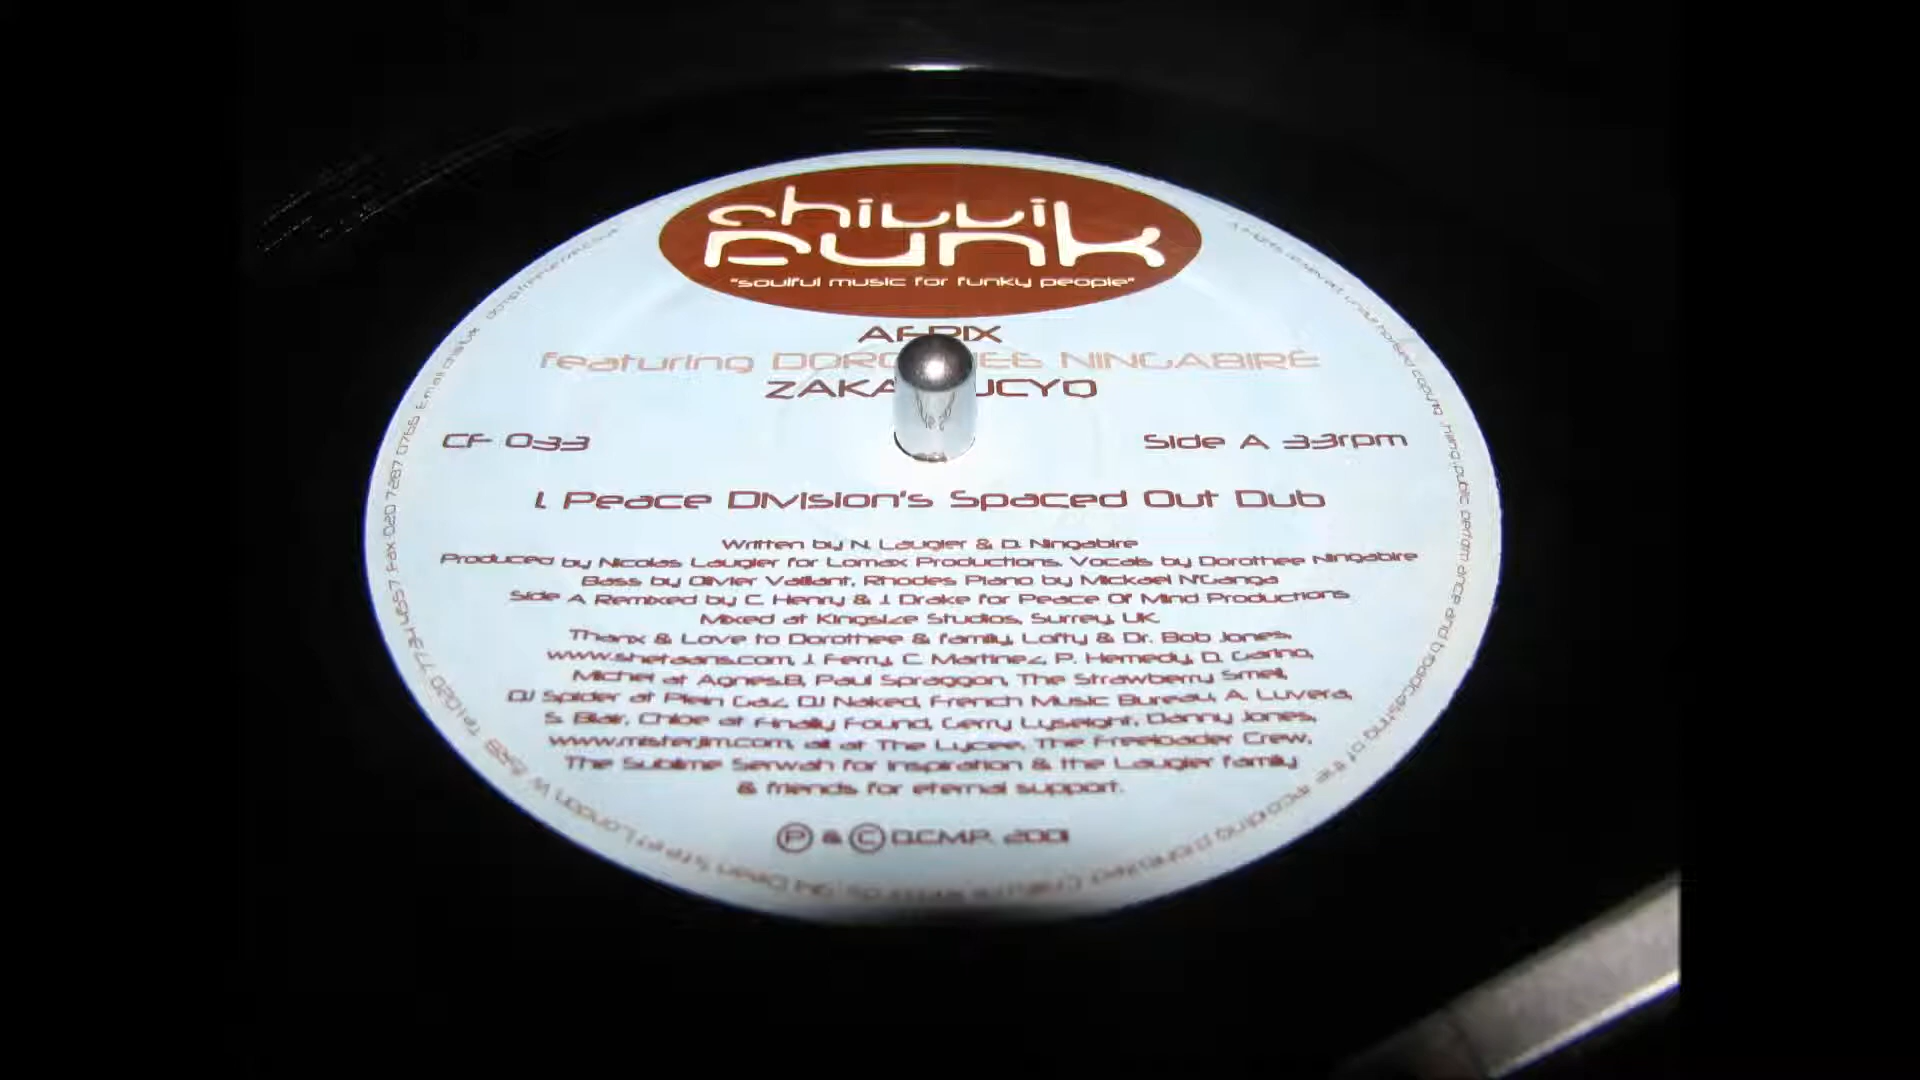 chilli
funk
"soulful music for funky people"
AFRIX
featuring NINGABIRE
CF 033
Side A 33rpm
1. Peace Division's Spaced Out Dub
Written by N. Laugier & D. Ningabire
Produced by Nicolas Laugier for Lomax Productions. Vocals by Dorothee Ningabire
Bass by Olivier Vaillant, Rhodes Piano by Mickael N'Ganga
Side A Remixed by C. Henry & J. Drake for Peace Of Mind Productions
Mixed at Kingsize Studios, Surrey, UK.
Thanx & Love to Dorothee & family, Lofty & Dr. Bob Jones,
www.shetaans.com, J. Ferry, C. Martinez, P. Hemedy, D. Garino,
Michel at Agnes.B, Paul Spraggon, The Strawberry Smell,
DJ Spider at Plein Gaz, DJ Naked, French Music Bureau, A. Luvera,
S. Blair, Chloe at Finally Found, Gerry Lyseight, Danny Jones,
www.misterjim.com, all at The Lycee, The Freeloader Crew,
The Sublime Serwah for inspiration & the Laugier family
& friends for eternal support.
Ⓟ & © D.C.M.P. 2001